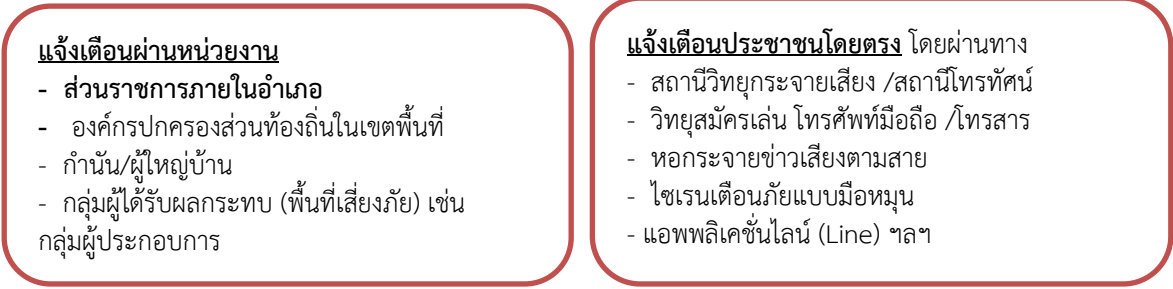 แจ้งเตือนผ่านหน่วยงาน
- ส่วนราชการภายในอำเภอ
- องค์กรปกครองส่วนท้องถิ่นในเขตพื้นที่
- กำนัน/ผู้ใหญ่บ้าน
- กลุ่มผู้ได้รับผลกระทบ (พื้นที่เสี่ยงภัย) เช่น
กลุ่มผู้ประกอบการ
แจ้งเตือนประชาชนโดยตรง โดยผ่านทาง
- สถานีวิทยุกระจายเสียง /สถานีโทรทัศน์
- วิทยุสมัครเล่น โทรศัพท์มือถือ /โทรสาร
- หอกระจายข่าวเสียงตามสาย
- ไซเรนเตือนภัยแบบมือหมุน
- แอพพลิเคชั่นไลน์ (Line) ฯลฯ